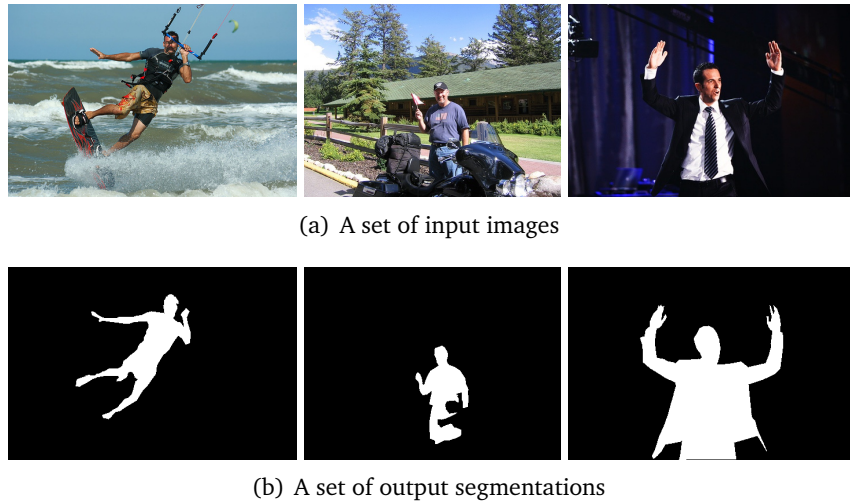 (a) A set of input images
(b) A set of output segmentations